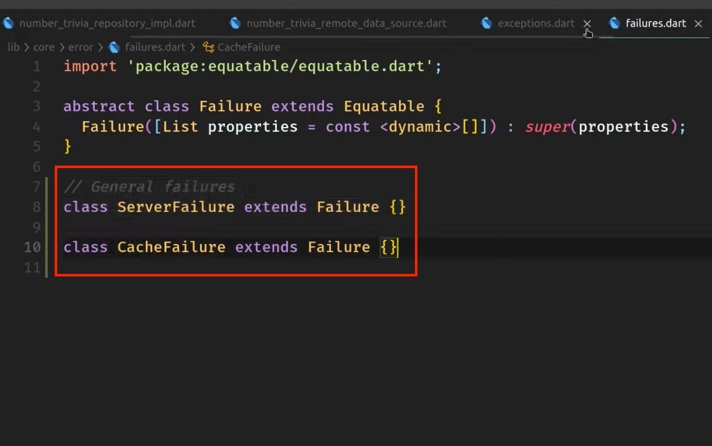 number_trivia_repository_impl.dart number_trivia_remote_data_source.dart exceptions.dart failures.dart
lib > core > error > failures.dart > CacheFailure
1 import 'package:equatable/equatable.dart';
2
3 abstract class Failure extends Equatable {
4 Failure([List properties = const <dynamic>[]]) : super(properties);
5 }
6
7 // General failures
8 class ServerFailure extends Failure {}
9
10 class CacheFailure extends Failure {}
11